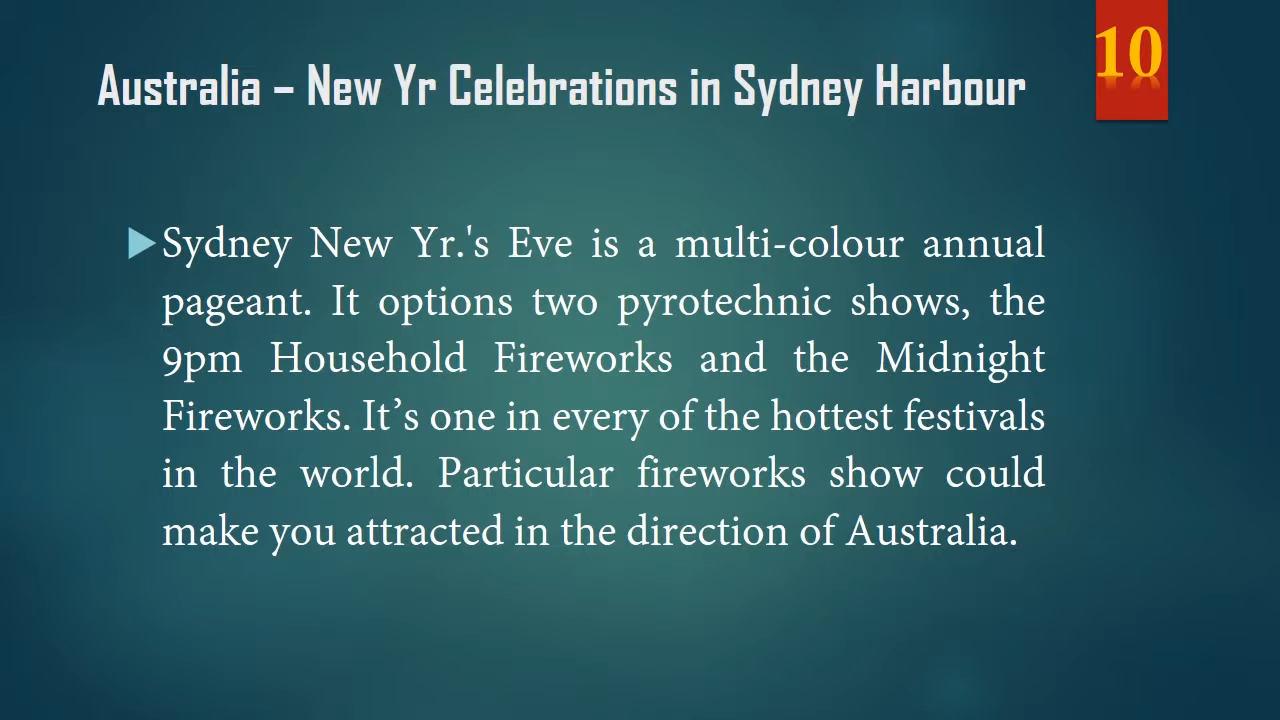 Australia – New Yr Celebrations in Sydney Harbour
10
Sydney New Yr.'s Eve is a multi-colour annual
pageant. It options two pyrotechnic shows, the
9pm Household Fireworks and the Midnight
Fireworks. It’s one in every of the hottest festivals
in the world. Particular fireworks show could
make you attracted in the direction of Australia.